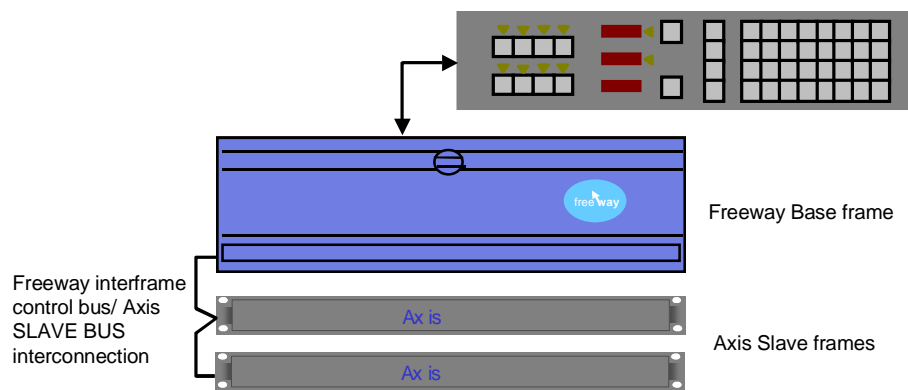 free way
Freeway Base frame
Freeway interframe
control bus/ Axis
SLAVE BUS
interconnection
Ax is
Axis Slave frames
Ax is